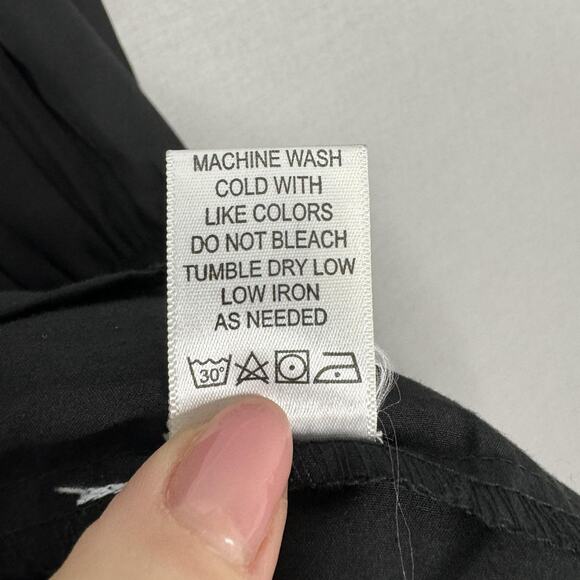 MACHINE WASH
COLD WITH
LIKE COLORS
DO NOT BLEACH
TUMBLE DRY LOW
LOW IRON
AS NEEDED
30°